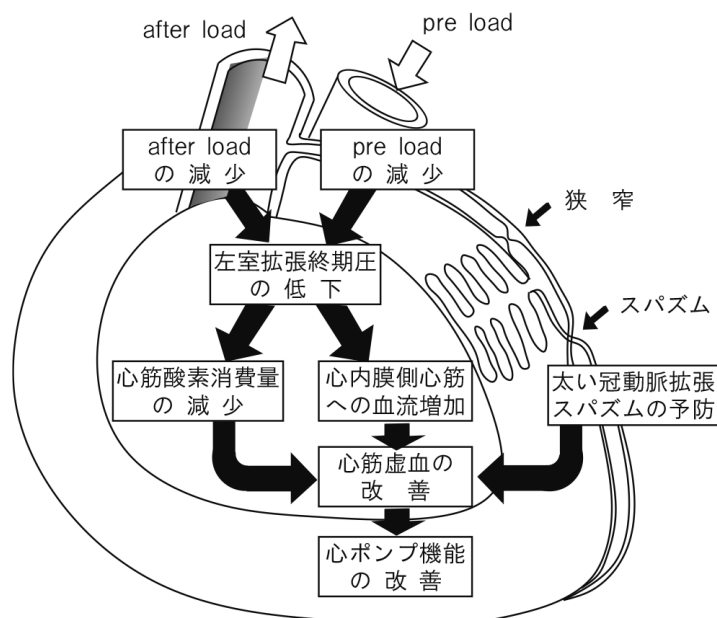 after load
pre load
after load
の減少
pre load
の減少
狭窄
左室拡張終期圧
の低下
スパズム
心筋酸素消費量
の減少
心内膜側心筋
への血流増加
太い冠動脈拡張
スパズムの予防
心筋虚血の
改善
心ポンプ機能
の改善